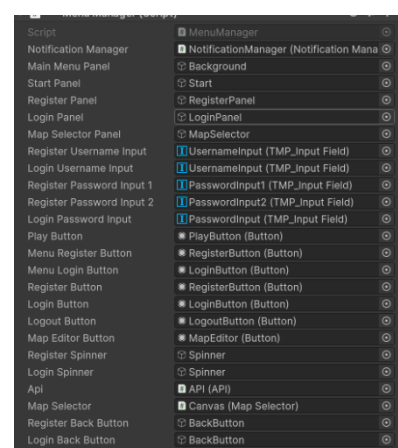 Menu Manager (Script)
Script MenuManager
Notification Manager NotificationManager (Notification Mana
Main Menu Panel Background
Start Panel Start
Register Panel RegisterPanel
Login Panel LoginPanel
Map Selector Panel MapSelector
Register Username Input UsernameInput (TMP_Input Field)
Login Username Input UsernameInput (TMP_Input Field)
Register Password Input 1 PasswordInput1 (TMP_Input Field)
Register Password Input 2 PasswordInput2 (TMP_Input Field)
Login Password Input PasswordInput (TMP_Input Field)
Play Button PlayButton (Button)
Menu Register Button RegisterButton (Button)
Menu Login Button LoginButton (Button)
Register Button RegisterButton (Button)
Login Button LoginButton (Button)
Logout Button LogoutButton (Button)
Map Editor Button MapEditor (Button)
Register Spinner Spinner
Login Spinner Spinner
Api API (API)
Map Selector Canvas (Map Selector)
Register Back Button BackButton
Login Back Button BackButton